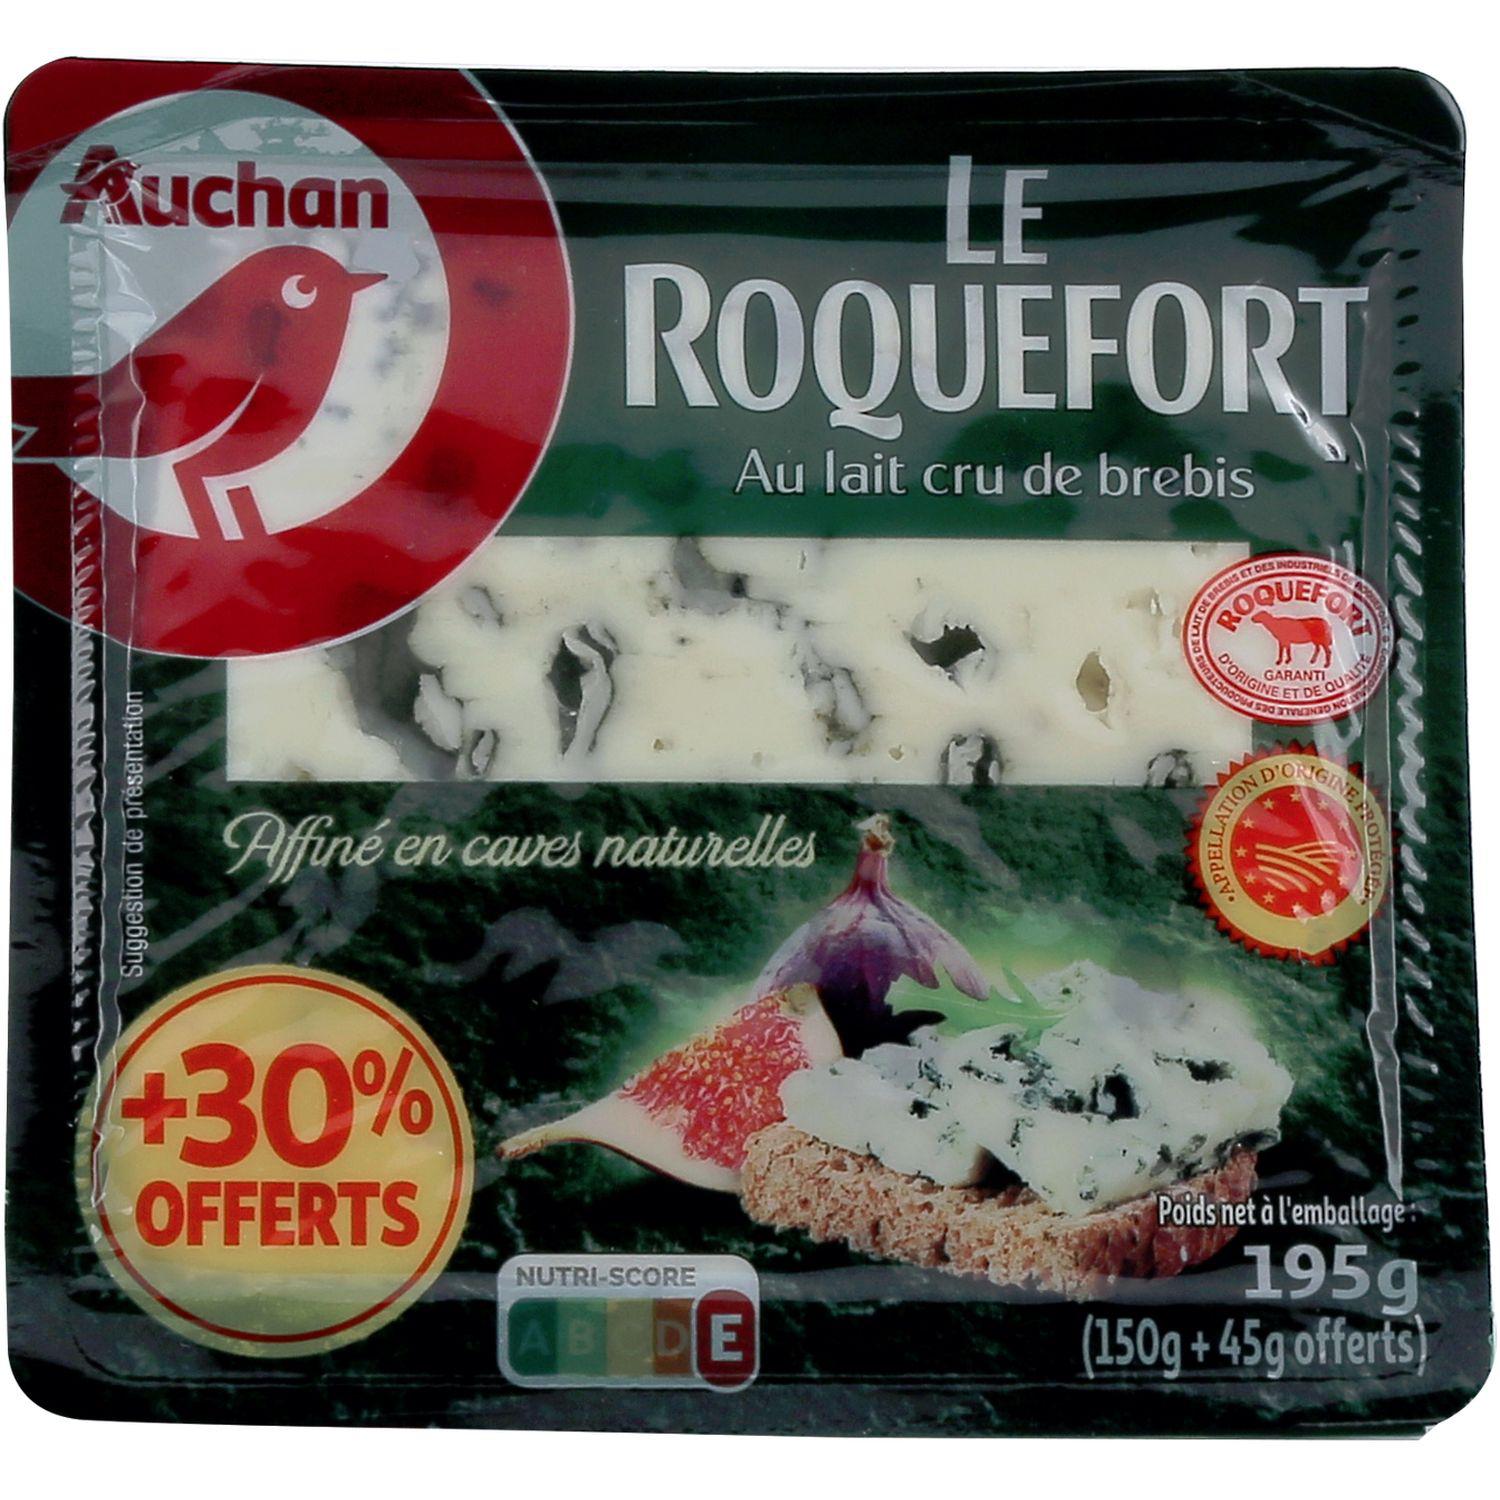 Auchan
LE
ROQUEFORT
Au lait cru de brebis
ROQUEFORT
GARANTI
D'ORIGINE ET DE QUALITÉ
APPELLATION D'ORIGINE PROTÉGÉE
Suggestion de présentation
Affiné en caves naturelles
+30%
OFFERTS
NUTRI-SCORE
A B C D E
Poids net à l'emballage :
195g
(150g + 45g offerts)